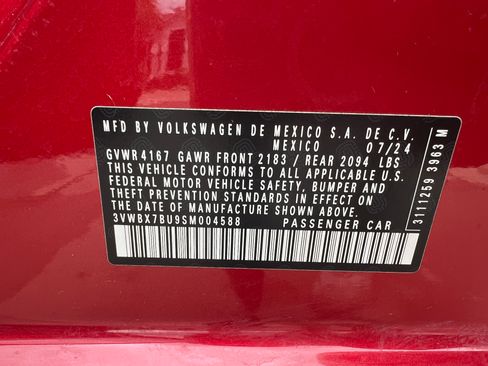 MFD BY VOLKSWAGEN DE MEXICO S.A. DE C.V.
MEXICO 07/24
GVWR 4167 GAWR FRONT 2183 / REAR 2094 LBS
THIS VEHICLE CONFORMS TO ALL APPLICABLE U.S.
FEDERAL MOTOR VEHICLE SAFETY, BUMPER AND
THEFT PREVENTION STANDARDS IN EFFECT ON
THE DATE OF MANUFACTURE SHOWN ABOVE.
3VWBX7BU9SM004588 PASSENGER CAR
3111259 3963 M